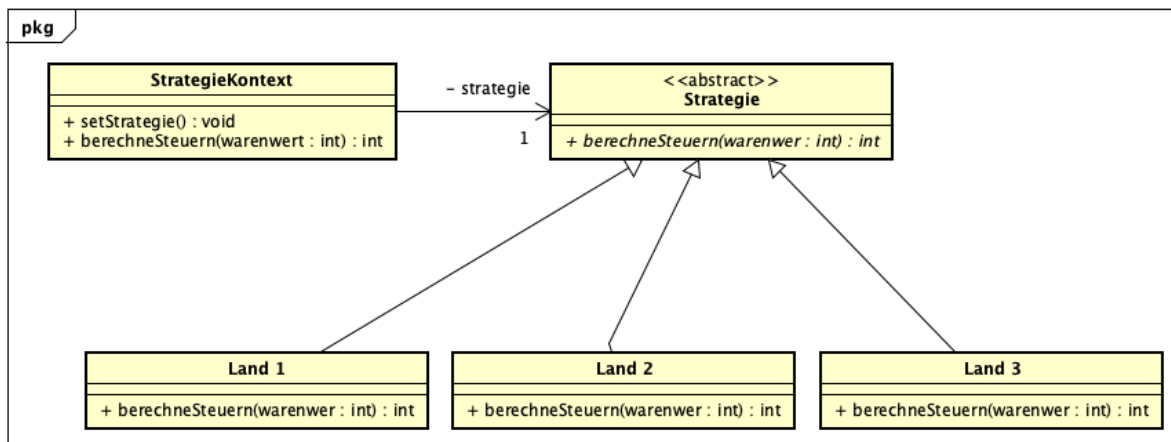 pkg
StrategieKontext
+ setStrategie() : void
+ berechneSteuern(warenwert : int) : int
- strategie
1
<<abstract>>
Strategie
+ berechneSteuern(warenwer : int) : int
Land 1
+ berechneSteuern(warenwer : int) : int
Land 2
+ berechneSteuern(warenwer : int) : int
Land 3
+ berechneSteuern(warenwer : int) : int